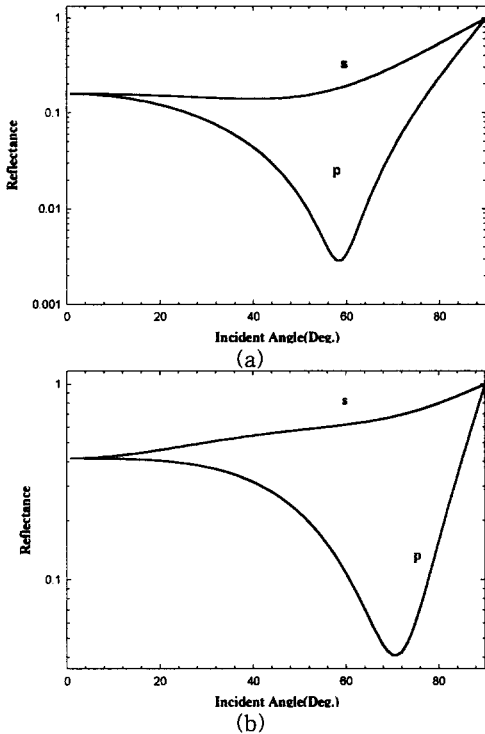 1
s
0.1
Reflectance
p
0.01
0.001
0 20 40 60 80
Incident Angle(Deg.)
(a)
1
s
Reflectance
p
0.1
0 20 40 60 80
Incident Angle(Deg.)
(b)